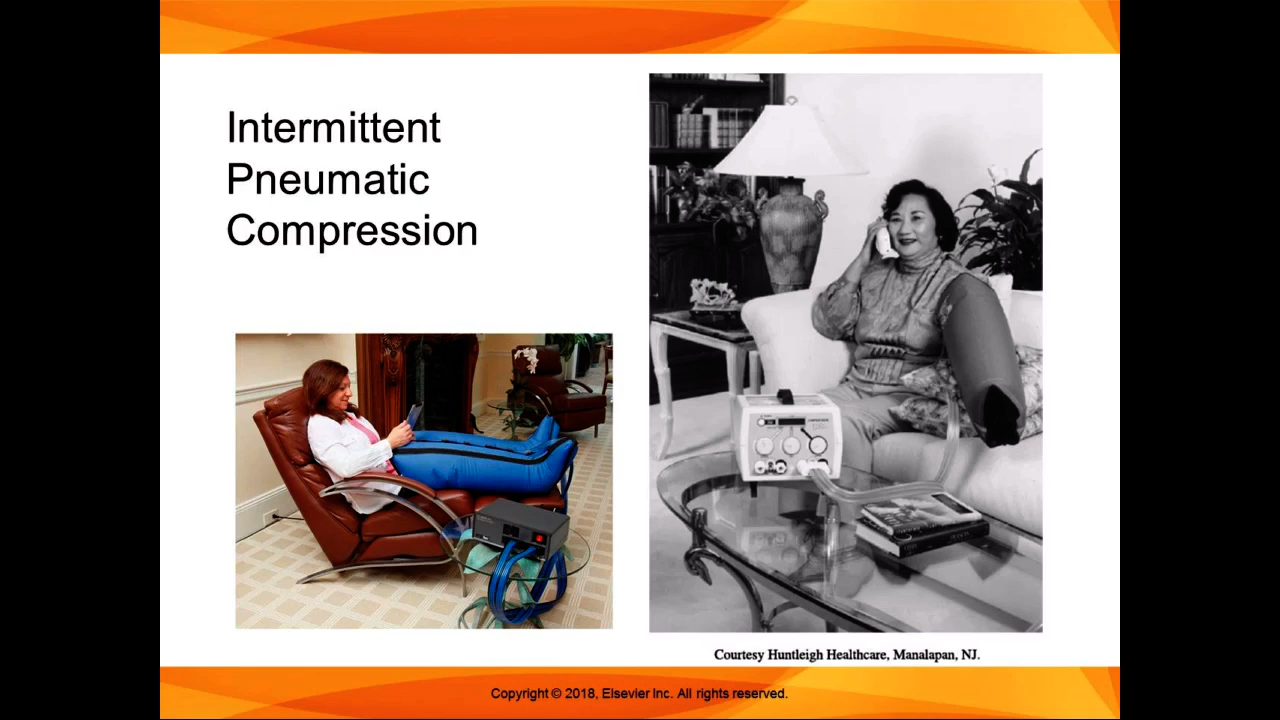 Intermittent
Pneumatic
Compression
Courtesy Huntleigh Healthcare, Manalapan, NJ.
Copyright © 2018, Elsevier Inc. All rights reserved.